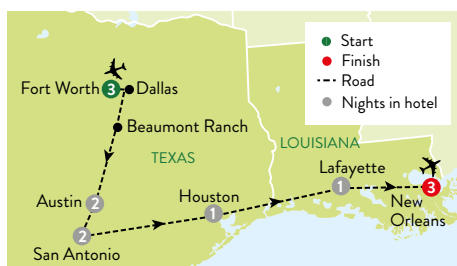 Start
Finish
Road
Nights in hotel
Fort Worth 3 Dallas
Beaumont Ranch
TEXAS
LOUISIANA
Austin 2
2
San Antonio
Houston
1
Lafayette
1
3
New
Orleans